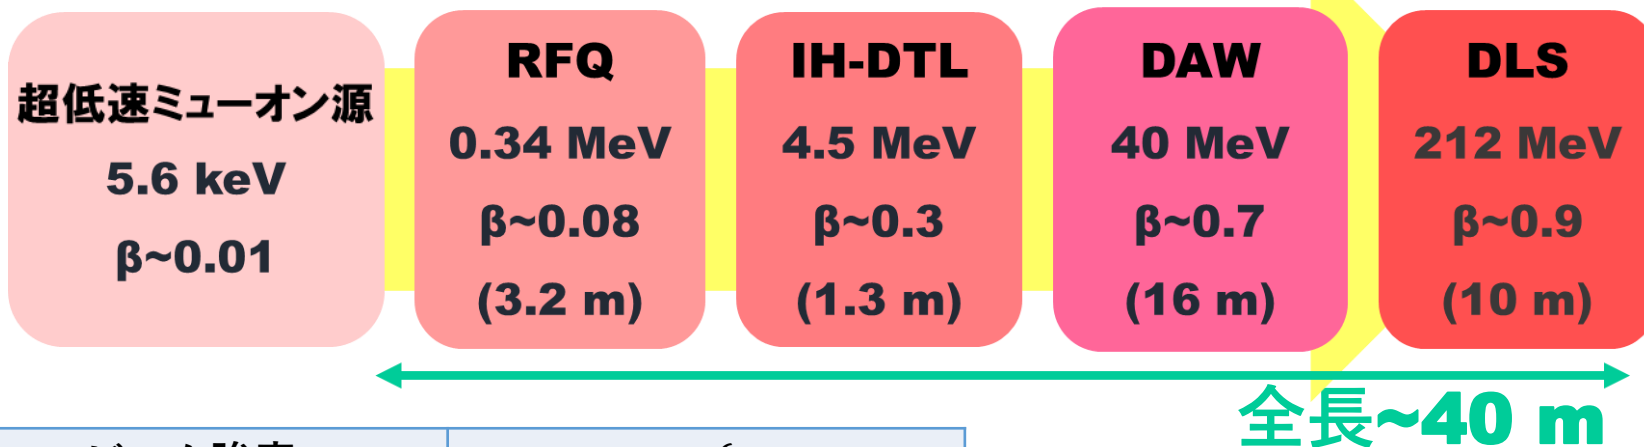 超低速ミューオン源
5.6 keV
β~0.01
RFQ
0.34 MeV
β~0.08
(3.2 m)
IH-DTL
4.5 MeV
β~0.3
(1.3 m)
DAW
40 MeV
β~0.7
(16 m)
DLS
212 MeV
β~0.9
(10 m)
全長~40 m